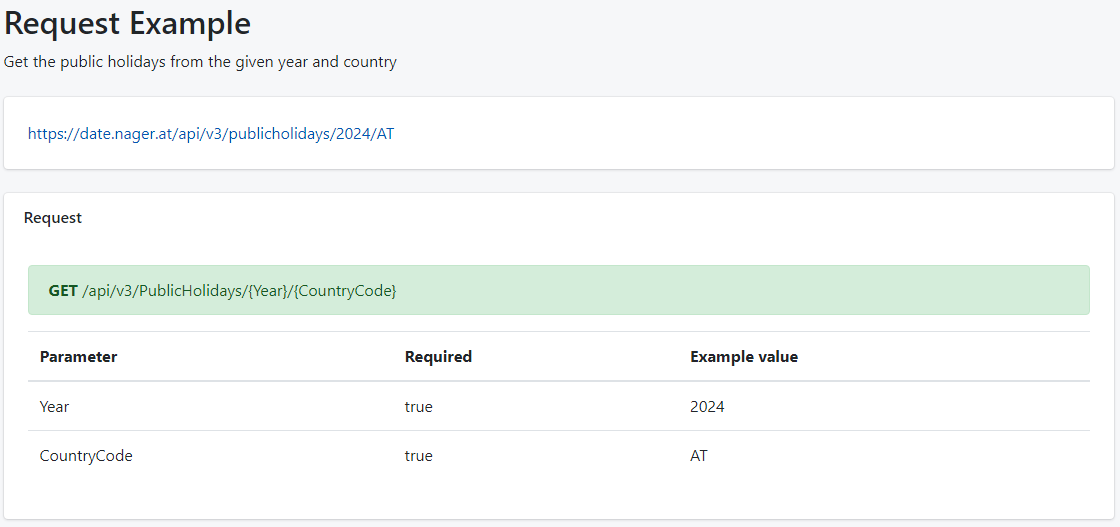 Request Example
Get the public holidays from the given year and country
https://date.nager.at/api/v3/publicholidays/2024/AT
Request
GET /api/v3/PublicHolidays/{Year}/{CountryCode}
Parameter Required Example value
Year true 2024
CountryCode true AT